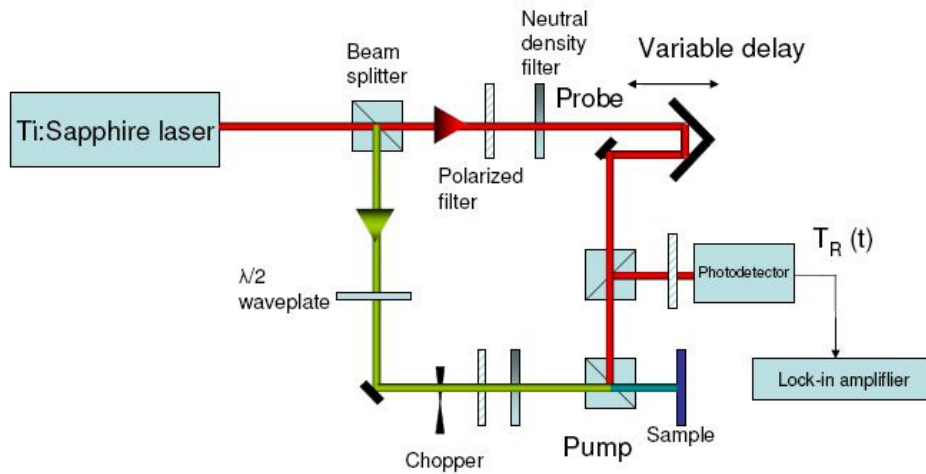 Neutral
density
filter
Variable delay
Beam
splitter
Probe
Ti:Sapphire laser
Polarized
filter
T_R (t)
Photodetector
λ/2
waveplate
Lock-in ampliflier
Pump
Sample
Chopper